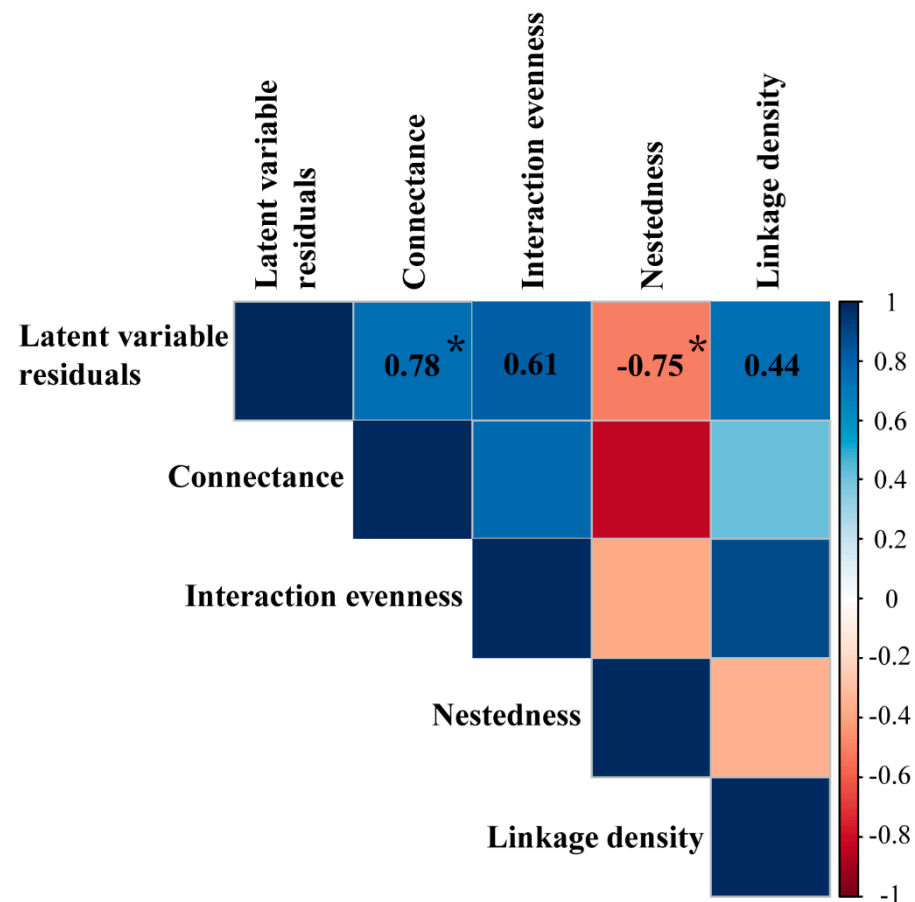 Latent variable
residuals
Connectance
Interaction evenness
Nestedness
Linkage density
Latent variable
residuals
0.78*
0.61
-0.75*
0.44
Connectance
Interaction evenness
Nestedness
Linkage density
1
0.8
0.6
0.4
0.2
0
-0.2
-0.4
-0.6
-0.8
-1